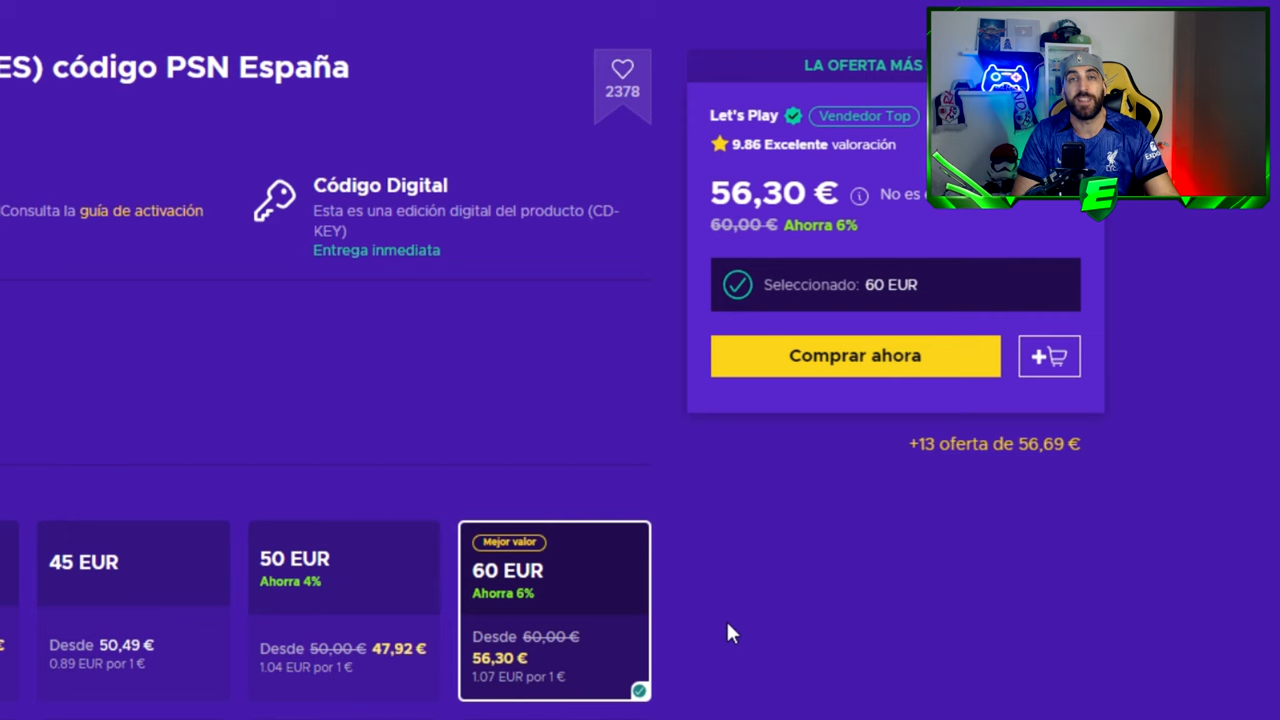 ES) código PSN España
2378
Consulta la guía de activación
Código Digital
Esta es una edición digital del producto (CD-
KEY)
Entrega inmediata
LA OFERTA MÁS
Let's Play Vendedor Top
9.86 Excelente valoración
56,30 € No es
60,00 € Ahorra 6%
Seleccionado: 60 EUR
Comprar ahora
+13 oferta de 56,69 €
45 EUR
Desde 50,49 €
0.89 EUR por 1 €
50 EUR
Ahorra 4%
Desde 50,00 € 47,92 €
1.04 EUR por 1 €
Mejor valor
60 EUR
Ahorra 6%
Desde 60,00 €
56,30 €
1.07 EUR por 1 €